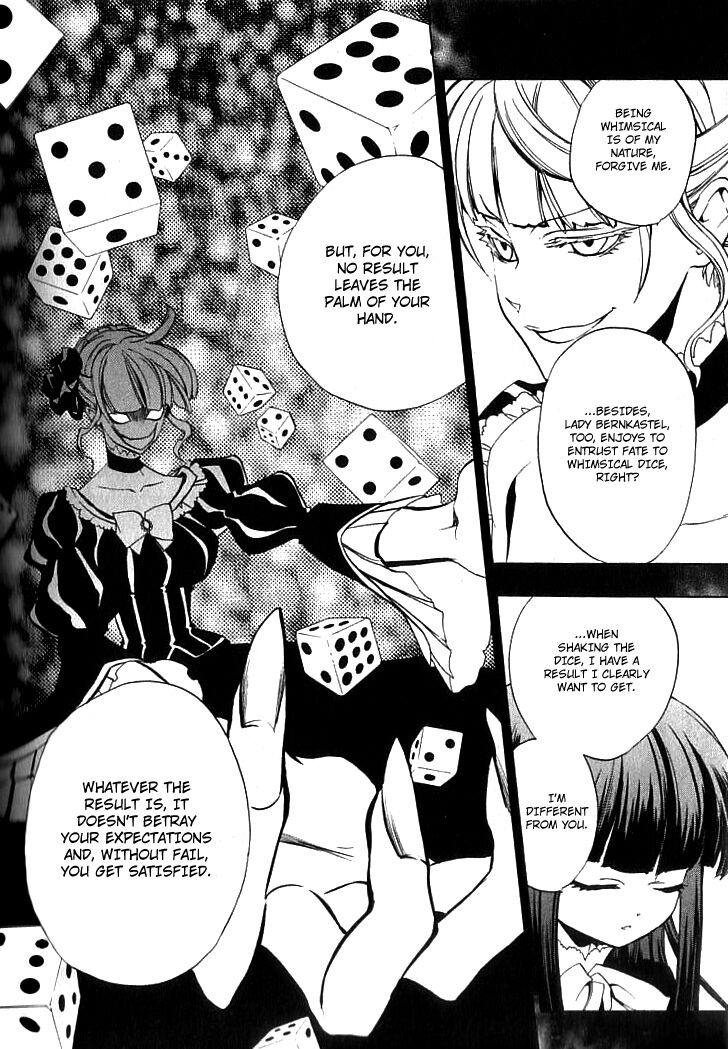 BEING
WHIMSICAL
IS OF MY
NATURE,
FORGIVE ME.
...BESIDES,
LADY BERNKASTEL,
TOO, ENJOYS TO
ENTRUST FATE TO
WHIMSICAL DICE,
RIGHT?
...WHEN
SHAKING THE
DICE, I HAVE A
RESULT I CLEARLY
WANT TO GET.
I'M
DIFFERENT
FROM YOU.
BUT, FOR YOU,
NO RESULT
LEAVES THE
PALM OF YOUR
HAND.
WHATEVER THE
RESULT IS, IT
DOESN'T BETRAY
YOUR EXPECTATIONS
AND, WITHOUT FAIL,
YOU GET SATISFIED.